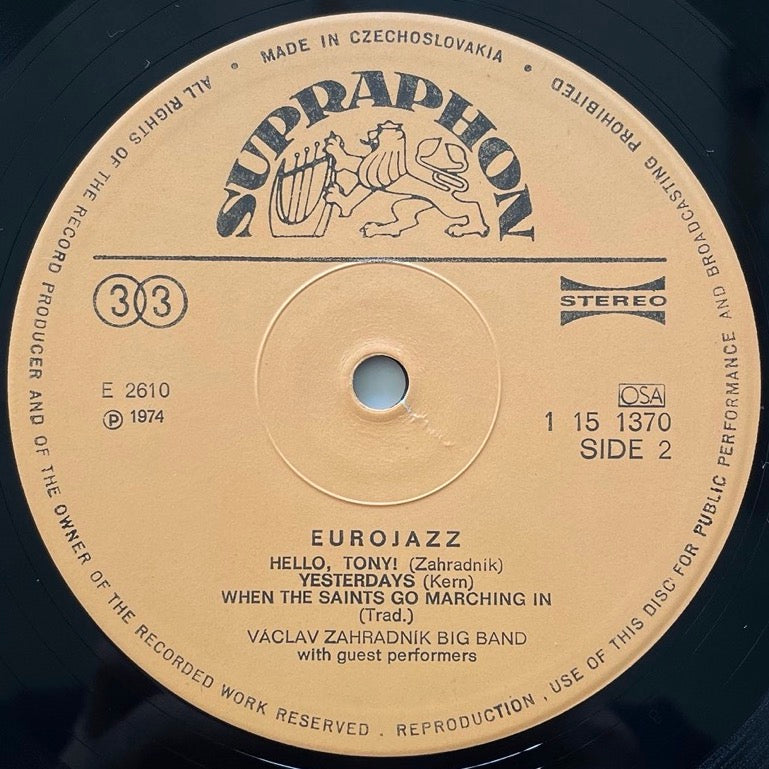 MADE IN CZECHOSLOVAKIA
ALL RIGHTS OF THE RECORD PRODUCER AND OF THE OWNER OF THE RECORDED WORK RESERVED . REPRODUCTION , USE OF THIS DISC FOR PUBLIC PERFORMANCE AND BROADCASTING PROHIBITED
SUPRAPHON
33
STEREO
E 2610
OSA
℗ 1974
1 15 1370
SIDE 2
EUROJAZZ
HELLO, TONY! (Zahradník)
YESTERDAYS (Kern)
WHEN THE SAINTS GO MARCHING IN
(Trad.)
VÁCLAV ZAHRADNÍK BIG BAND
with guest performers